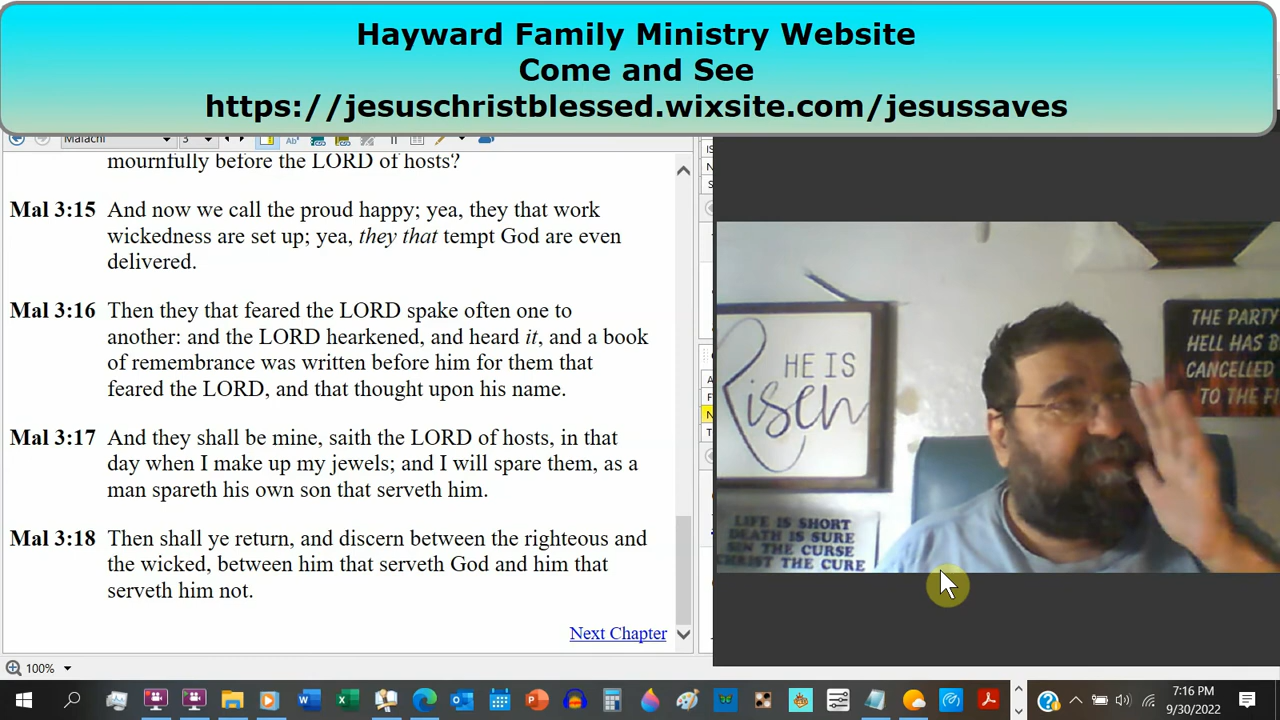 Hayward Family Ministry Website
Come and See
https://jesuschristblessed.wixsite.com/jesussaves
Malachi 3
mournfully before the LORD of hosts?
Mal 3:15 And now we call the proud happy; yea, they that work
wickedness are set up; yea, they that tempt God are even
delivered.
Mal 3:16 Then they that feared the LORD spake often one to
another: and the LORD hearkened, and heard it, and a book
of remembrance was written before him for them that
feared the LORD, and that thought upon his name.
Mal 3:17 And they shall be mine, saith the LORD of hosts, in that
day when I make up my jewels; and I will spare them, as a
man spareth his own son that serveth him.
Mal 3:18 Then shall ye return, and discern between the righteous and
the wicked, between him that serveth God and him that
serveth him not.
Next Chapter
100%
HE IS
Risen
THE PARTY
HELL HAS B
CANCELLED
TO THE FI
LIFE IS SHORT
DEATH IS SURE
SIN THE CURSE
CHRIST THE CURE
7:16 PM
9/30/2022